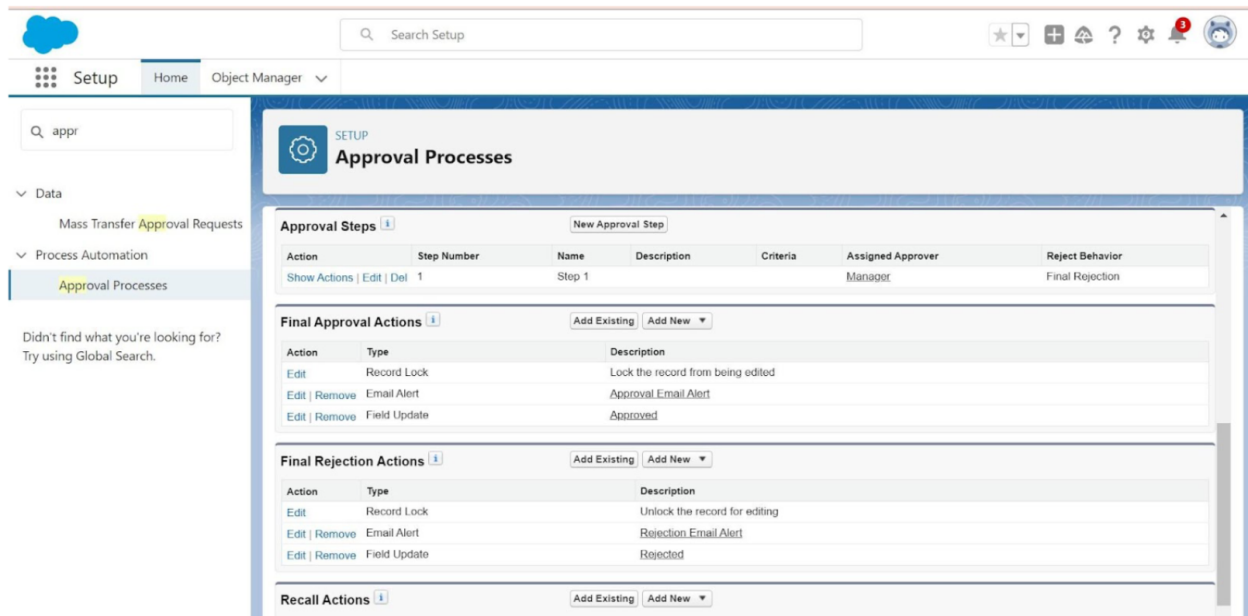 Search Setup
3
Setup Home Object Manager
appr
SETUP
Approval Processes
Data
Mass Transfer Approval Requests
Process Automation
Approval Processes
Didn't find what you're looking for?
Try using Global Search.
Approval Steps i New Approval Step
Action Step Number Name Description Criteria Assigned Approver Reject Behavior
Show Actions | Edit | Del 1 Step 1 Manager Final Rejection
Final Approval Actions i Add Existing Add New ▼
Action Type Description
Edit Record Lock Lock the record from being edited
Edit | Remove Email Alert Approval Email Alert
Edit | Remove Field Update Approved
Final Rejection Actions i Add Existing Add New ▼
Action Type Description
Edit Record Lock Unlock the record for editing
Edit | Remove Email Alert Rejection Email Alert
Edit | Remove Field Update Rejected
Recall Actions i Add Existing Add New ▼